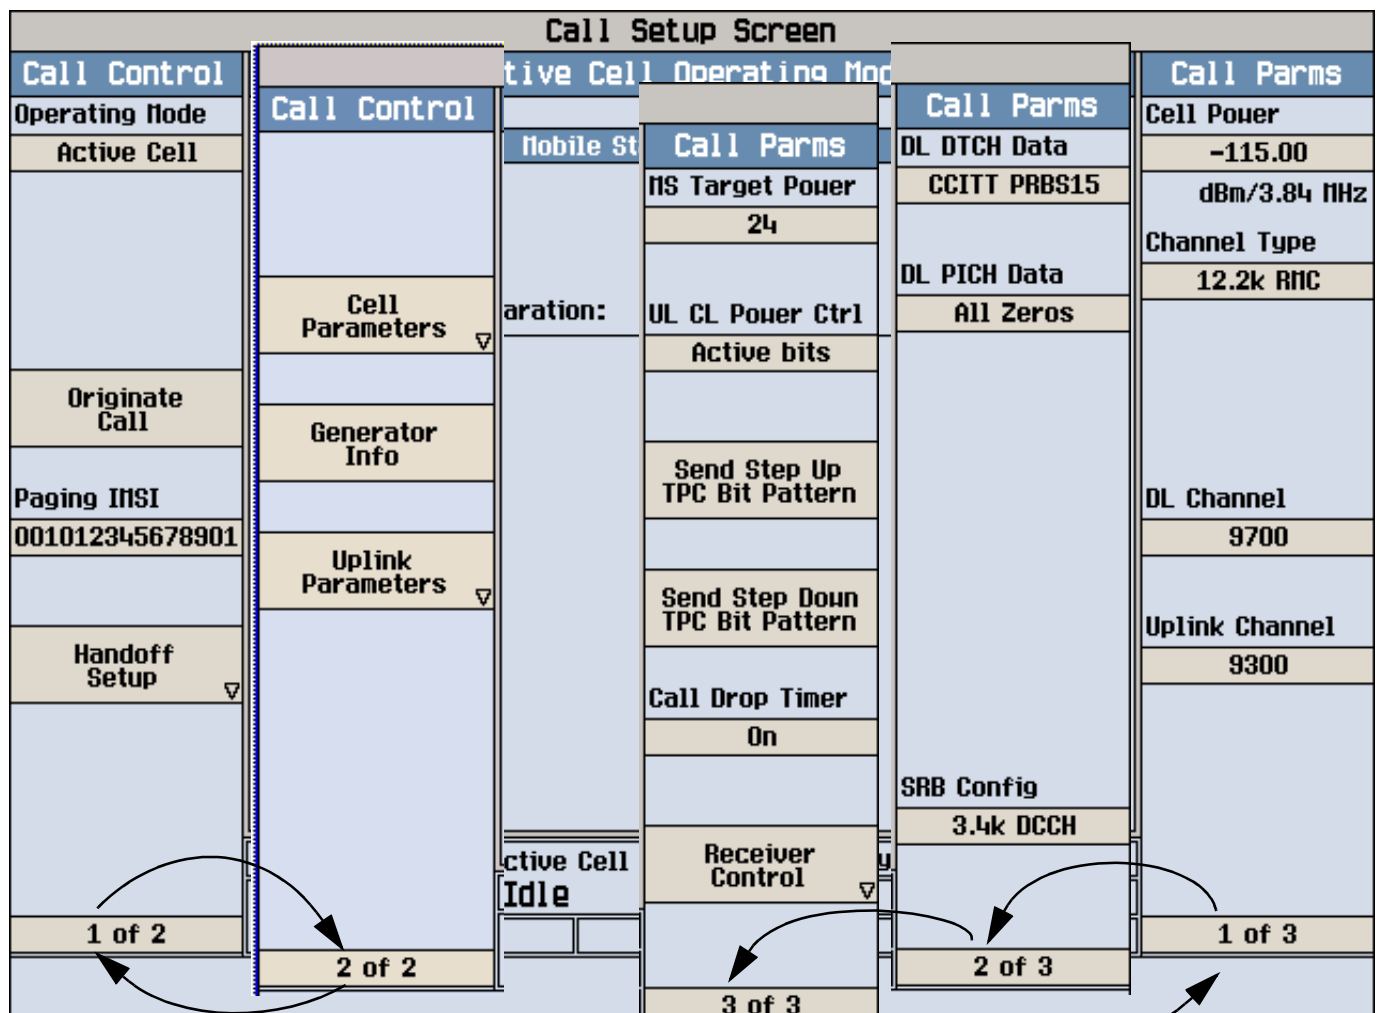 Call Setup Screen
Call Control
Operating Mode
Active Cell
Originate
Call
Paging IMSI
001012345678901
Handoff
Setup
1 of 2
Call Control
Cell
Parameters
Generator
Info
Uplink
Parameters
2 of 2
tive Cell Operating Mod
Mobile St
aration:
ctive Cell
Idle
Call Parms
MS Target Power
24
UL CL Power Ctrl
Active bits
Send Step Up
TPC Bit Pattern
Send Step Down
TPC Bit Pattern
Call Drop Timer
On
Receiver
Control
3 of 3
Call Parms
DL DTCH Data
CCITT PRBS15
DL PICH Data
All Zeros
SRB Config
3.4k DCCH
2 of 3
Call Parms
Cell Power
-115.00
dBm/3.84 MHz
Channel Type
12.2k RMC
DL Channel
9700
Uplink Channel
9300
1 of 3